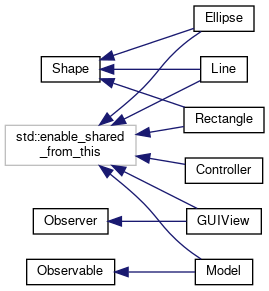 Ellipse
Shape
Line
Rectangle
std::enable_shared
_from_this
Controller
Observer
GUIView
Observable
Model